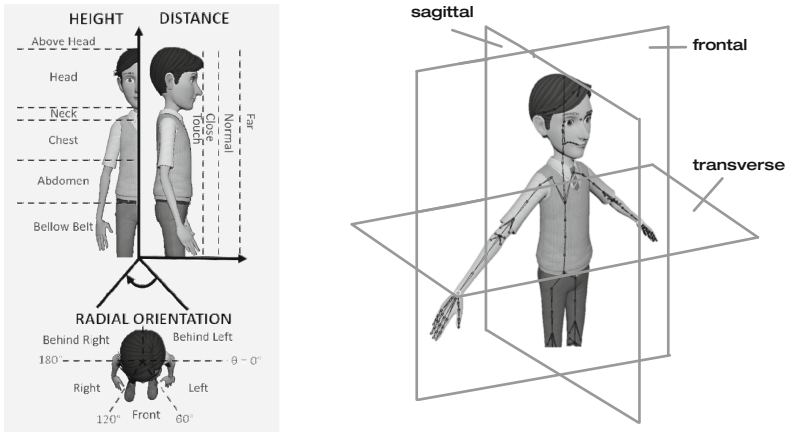 HEIGHT DISTANCE
Above Head
Head
Neck
Chest
Abdomen
Bellow Belt
Touch
Close
Normal
Far
RADIAL ORIENTATION
Behind Right
Behind Left
180°
θ - 0°
Right
Left
120°
Front
60°
sagittal
frontal
transverse